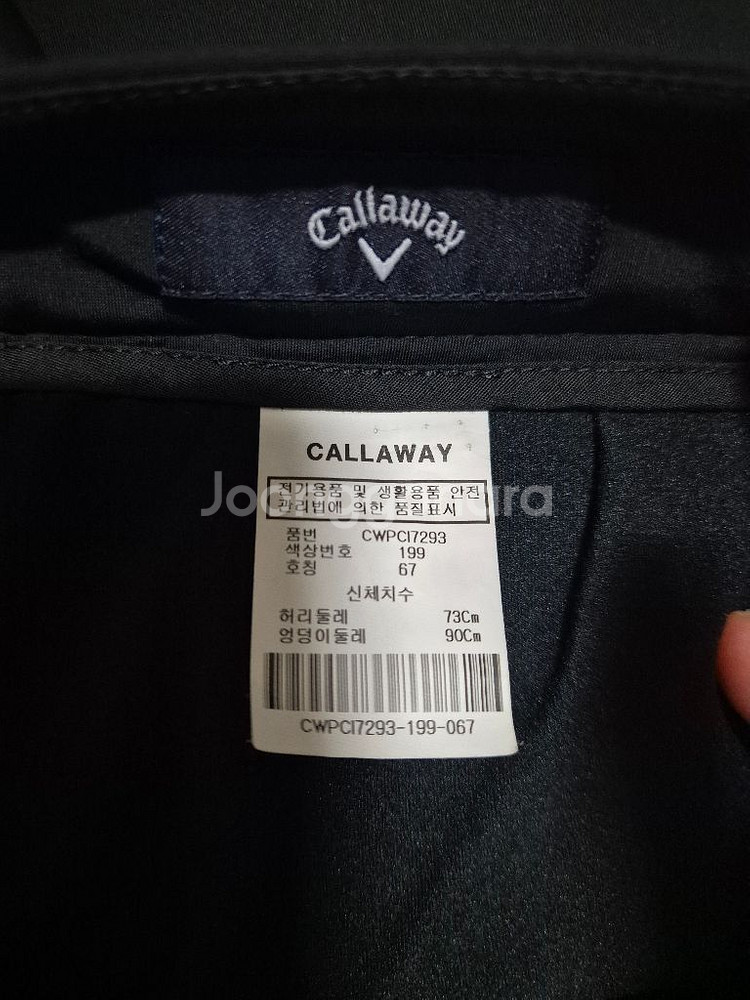 Callaway
CALLAWAY
Joonggonara
전기용품 및 생활용품 안전
관리법에 의한 품질표시
품번 CWPCI7293
색상번호 199
호칭 67
신체치수
허리둘레 73Cm
엉덩이둘레 90Cm
CWPCI7293-199-067